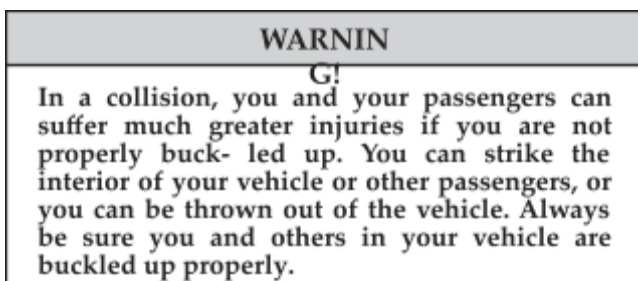 WARNIN
G!
In a collision, you and your passengers can
suffer much greater injuries if you are not
properly buck- led up. You can strike the
interior of your vehicle or other passengers, or
you can be thrown out of the vehicle. Always
be sure you and others in your vehicle are
buckled up properly.